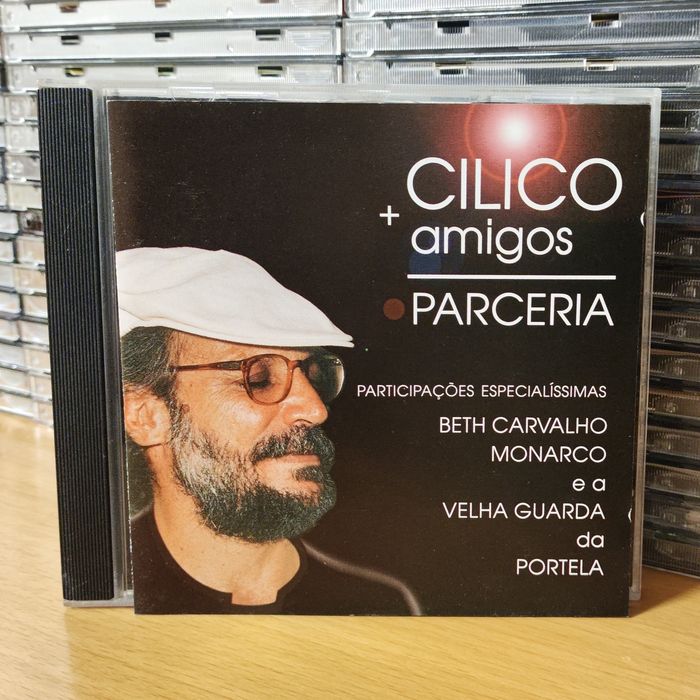 CILICO
+ amigos
PARCERIA
PARTICIPAÇÕES ESPECIALÍSSIMAS
BETH CARVALHO
MONARCO
e a
VELHA GUARDA
da
PORTELA